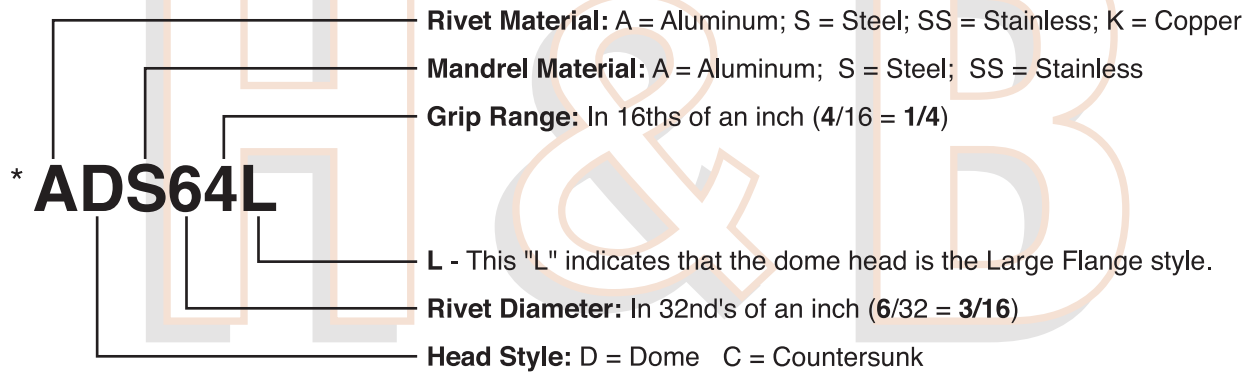 Rivet Material: A = Aluminum; S = Steel; SS = Stainless; K = Copper
Mandrel Material: A = Aluminum; S = Steel; SS = Stainless
Grip Range: In 16ths of an inch (4/16 = 1/4)
* ADS64L
L - This "L" indicates that the dome head is the Large Flange style.
Rivet Diameter: In 32nd's of an inch (6/32 = 3/16)
Head Style: D = Dome C = Countersunk
H & B